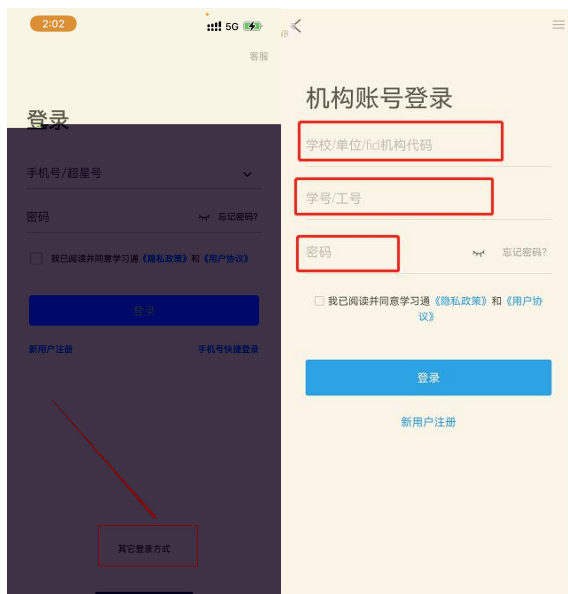 2:02
5G
客服
登录
手机号/超星号
密码
忘记密码?
我已阅读并同意学习通《隐私政策》和《用户协议》
登录
新用户注册
手机号快捷登录
其它登录方式
机构账号登录
学校/单位/fid机构代码
学号/工号
密码
忘记密码?
我已阅读并同意学习通《隐私政策》和《用户协
议》
登录
新用户注册